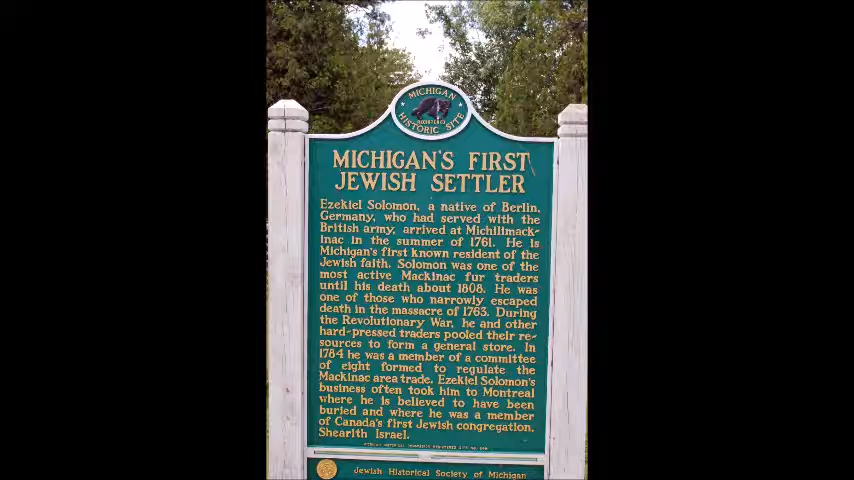 MICHIGAN
REGISTERED
HISTORIC SITE
MICHIGAN'S FIRST
JEWISH SETTLER
Ezekiel Solomon, a native of Berlin,
Germany, who had served with the
British army, arrived at Michilimack-
inac in the summer of 1761. He is
Michigan's first known resident of the
Jewish faith. Solomon was one of the
most active Mackinac fur traders
until his death about 1808. He was
one of those who narrowly escaped
death in the massacre of 1763. During
the Revolutionary War, he and other
hard-pressed traders pooled their re-
sources to form a general store. In
1784 he was a member of a committee
of eight formed to regulate the
Mackinac area trade. Ezekiel Solomon's
business often took him to Montreal
where he is believed to have been
buried and where he was a member
of Canada's first Jewish congregation,
Shearith Israel.
Jewish Historical Society of Michigan